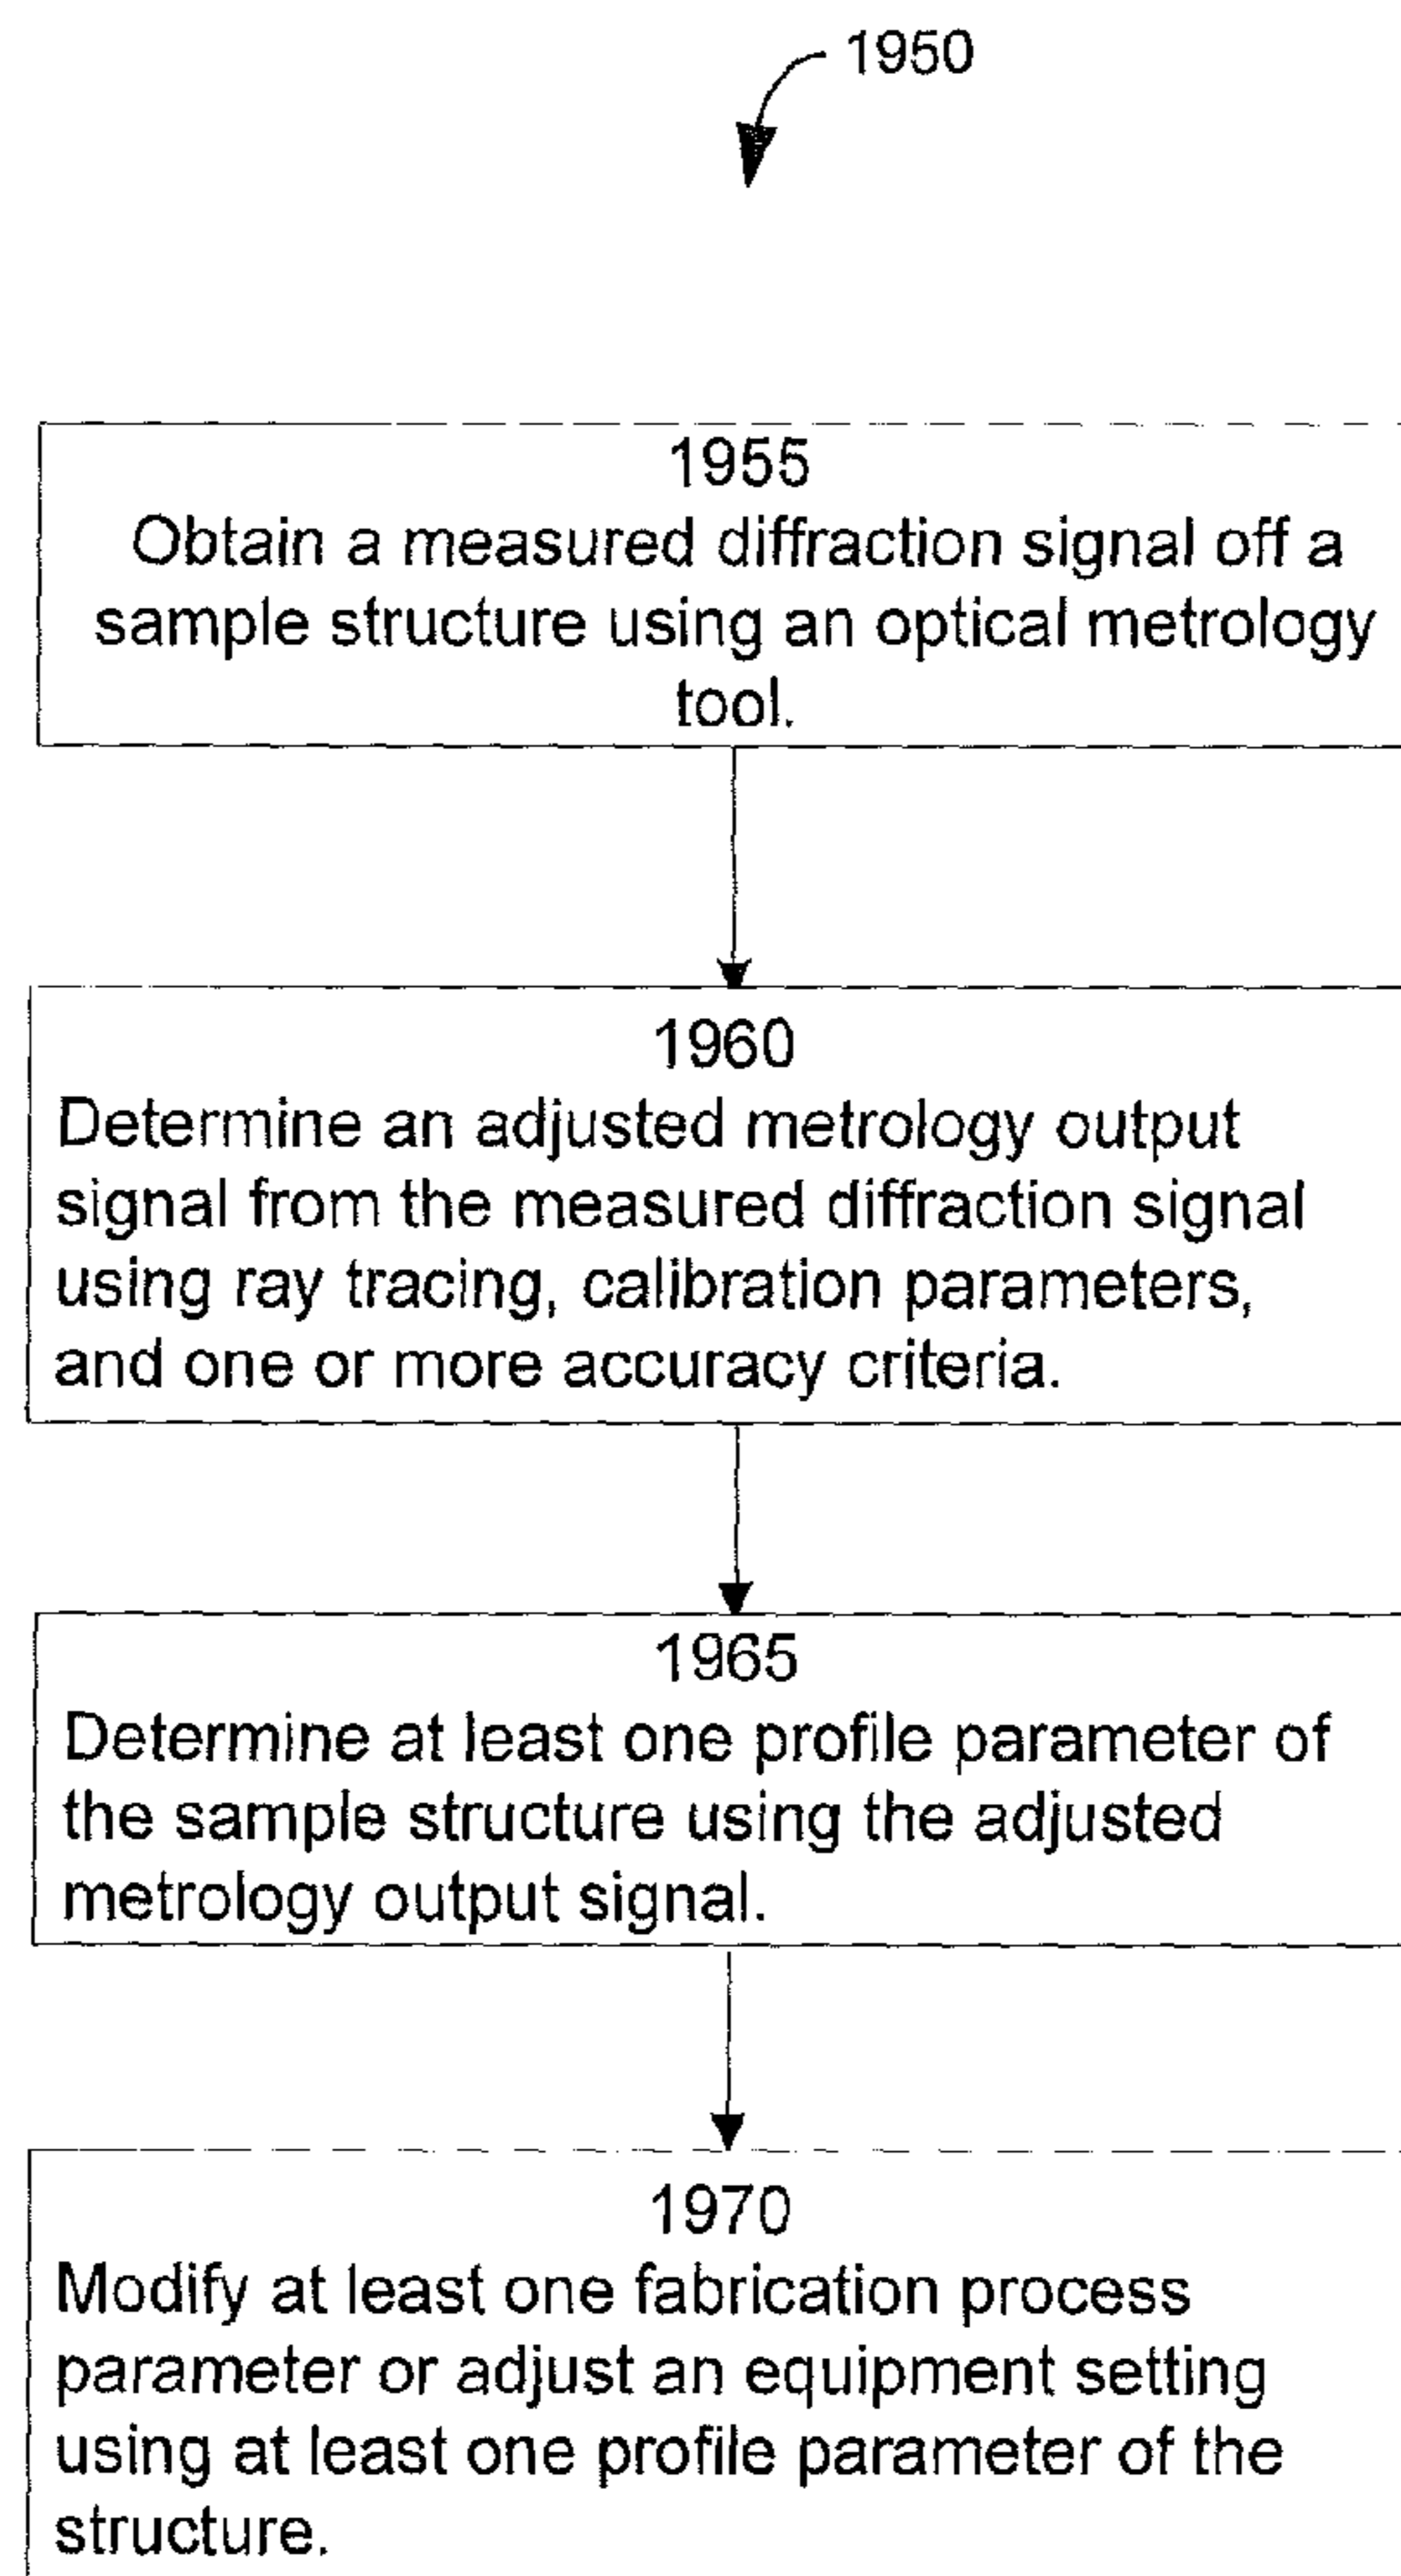 1950
1955
Obtain a measured diffraction signal off a
sample structure using an optical metrology
tool.
1960
Determine an adjusted metrology output
signal from the measured diffraction signal
using ray tracing, calibration parameters,
and one or more accuracy criteria.
1965
Determine at least one profile parameter of
the sample structure using the adjusted
metrology output signal.
1970
Modify at least one fabrication process
parameter or adjust an equipment setting
using at least one profile parameter of the
structure.